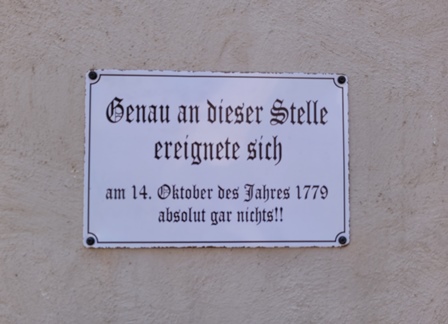 Genau an dieser Stelle
ereignete sich
am 14. Oktober des Jahres 1779
absolut gar nichts!!